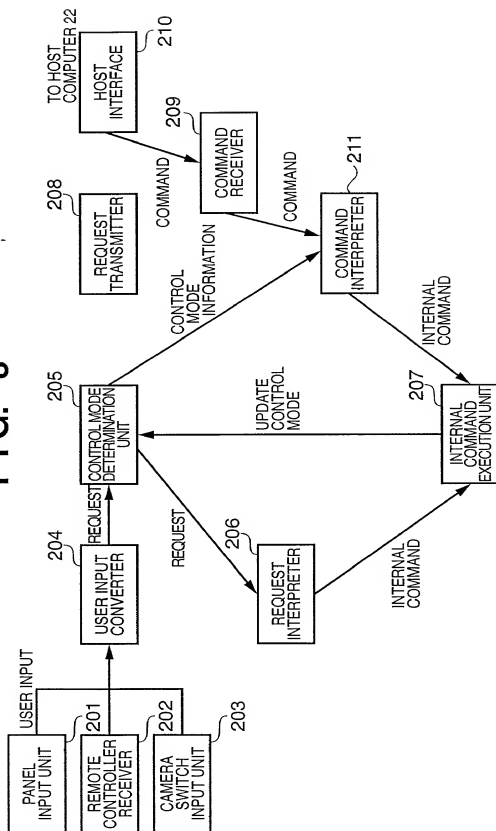 PANEL
INPUT UNIT
201
REMOTE
CONTROLLER
RECEIVER
202
CAMERA
SWITCH
INPUT UNIT
203
USER INPUT
204
USER INPUT
CONVERTER
REQUEST
205
CONTROL MODE
DETERMINATION
UNIT
REQUEST
206
REQUEST
INTERPRETER
INTERNAL
COMMAND
UPDATE
CONTROL
MODE
207
INTERNAL
COMMAND
EXECUTION UNIT
CONTROL
MODE
INFORMATION
208
REQUEST
TRANSMITTER
TO HOST
COMPUTER 22
HOST
INTERFACE
210
COMMAND
209
COMMAND
RECEIVER
COMMAND
211
COMMAND
INTERPRETER
INTERNAL
COMMAND